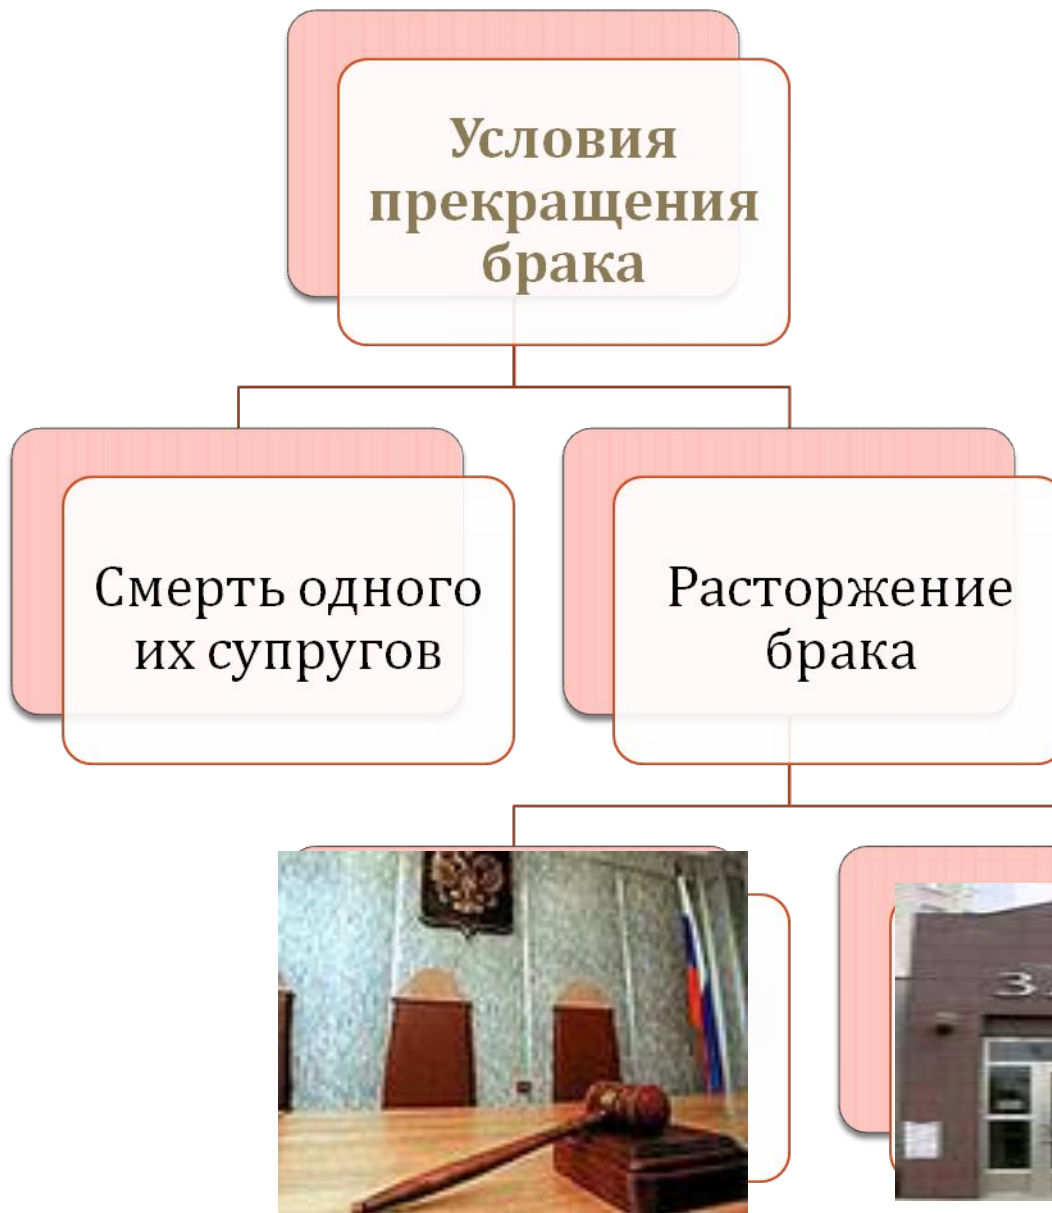 Условия
прекращения
брака
Смерть одного
их супругов
Расторжение
брака